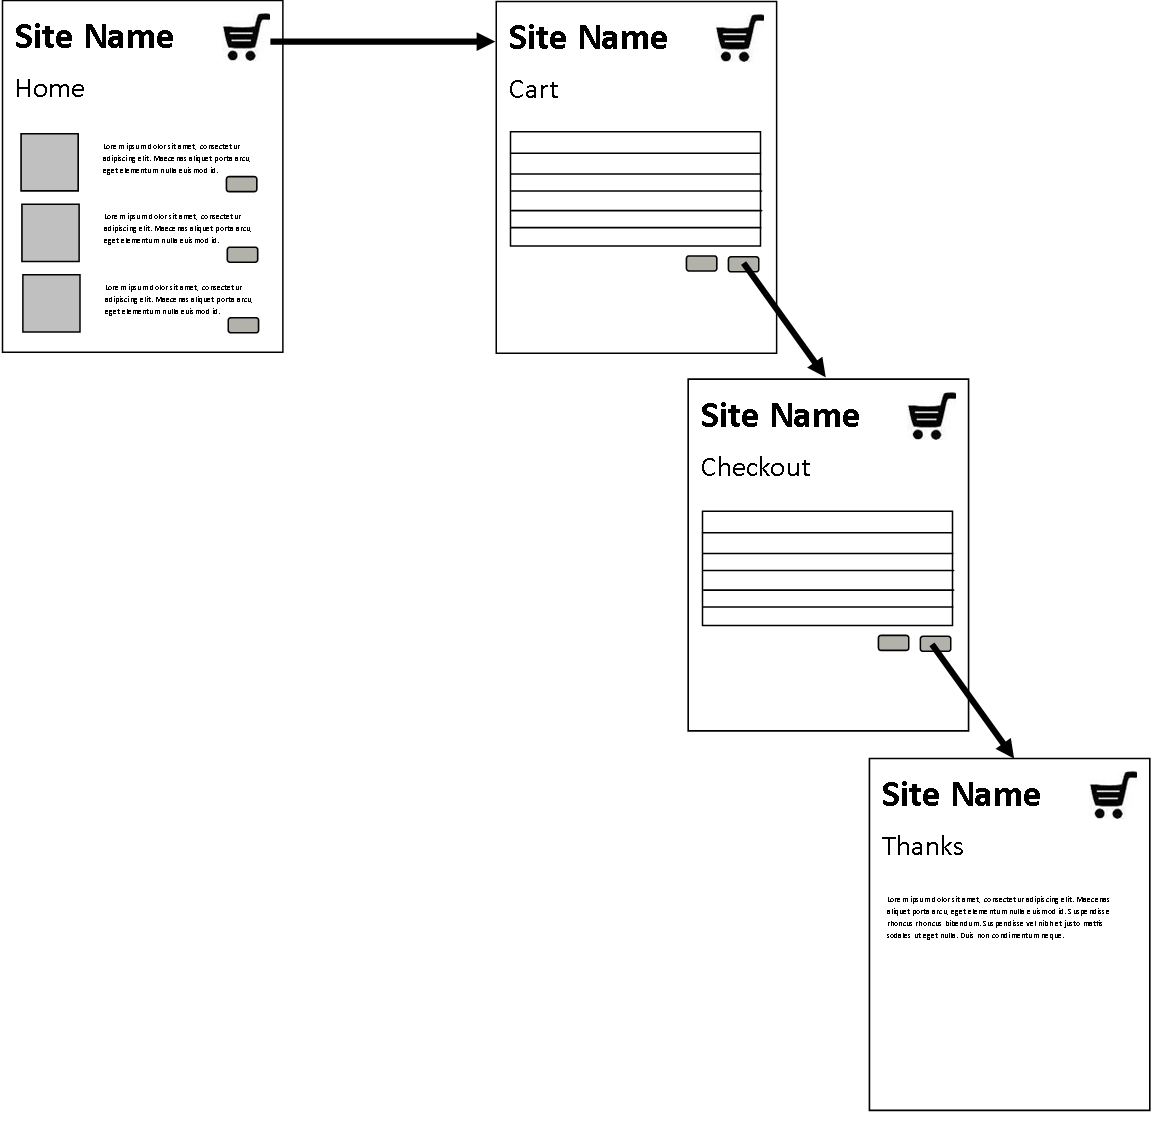 Site Name
Home
Lorem ipsum dolor sit amet, consectetur
adipiscing elit. Maecenas aliquet porta arcu,
eget elementum nulla euismod id.
Lorem ipsum dolor sit amet, consectetur
adipiscing elit. Maecenas aliquet porta arcu,
eget elementum nulla euismod id.
Lorem ipsum dolor sit amet, consectetur
adipiscing elit. Maecenas aliquet porta arcu,
eget elementum nulla euismod id.
Site Name
Cart
Site Name
Checkout
Site Name
Thanks
Lorem ipsum dolor sit amet, consectetur adipiscing elit. Maecenas
aliquet porta arcu, eget elementum nulla euismod id. Suspendisse
rhoncus rhoncus bibendum. Suspendisse vel nibh et justo mattis
sodales ut eget nulla. Duis non condimentum neque.